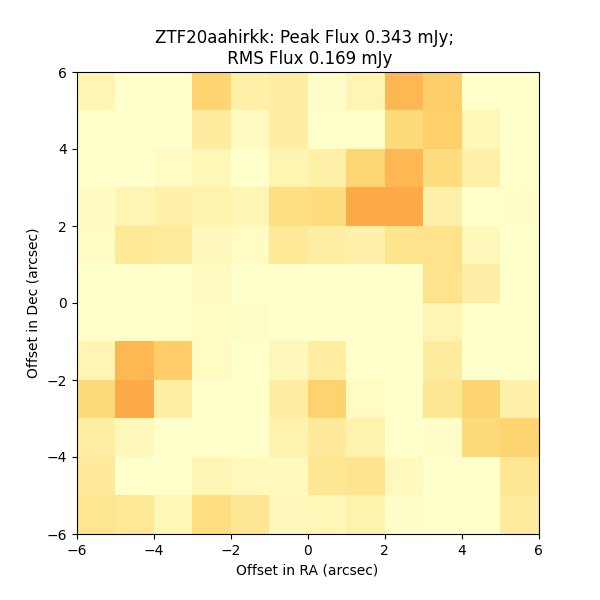 ZTF20aahirkk: Peak Flux 0.343 mJy;
RMS Flux 0.169 mJy
6
4
2
0
−2
−4
−6
Offset in Dec (arcsec)
−6 −4 −2 0 2 4 6
Offset in RA (arcsec)